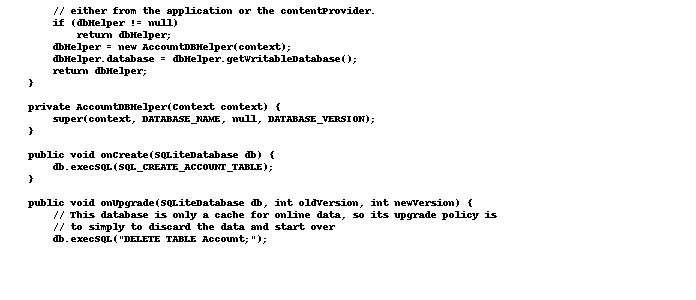 // either from the application or the contentProvider.
if (dbHelper != null)
return dbHelper;
dbHelper = new AccountDBHelper(context);
dbHelper.database = dbHelper.getWritableDatabase();
return dbHelper;
}
private AccountDBHelper(Context context) {
super(context, DATABASE_NAME, null, DATABASE_VERSION);
}
public void onCreate(SQLiteDatabase db) {
db.execSQL(SQL_CREATE_ACCOUNT_TABLE);
}
public void onUpgrade(SQLiteDatabase db, int oldVersion, int newVersion) {
// This database is only a cache for online data, so its upgrade policy is
// to simply to discard the data and start over
db.execSQL("DELETE TABLE Account;");